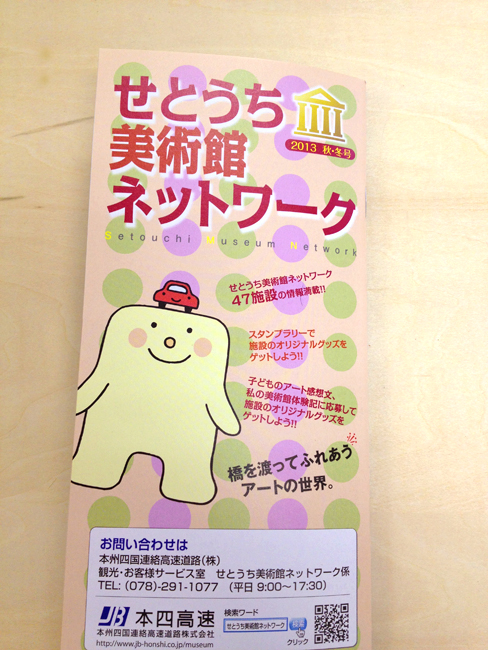 せとうち
美術館
2013 秋・冬号
ネットワーク
Setouchi Museum Network
せとうち美術館ネットワーク
47施設の情報満載!!
スタンプラリーで
施設のオリジナルグッズを
ゲットしよう!!
子どものアート感想文、
私の美術館体験記に応募して
施設のオリジナルグッズを
ゲットしよう!!
橋を渡ってふれあう
アートの世界。
お問い合わせは
本州四国連絡高速道路(株)
観光・お客様サービス室 せとうち美術館ネットワーク係
TEL: (078)-291-1077 (平日 9:00〜17:30)
JB 本四高速
本州四国連絡高速道路株式会社
http://www.jb-honshi.co.jp/museum
検索ワード
せとうち美術館ネットワーク 検索
クリック